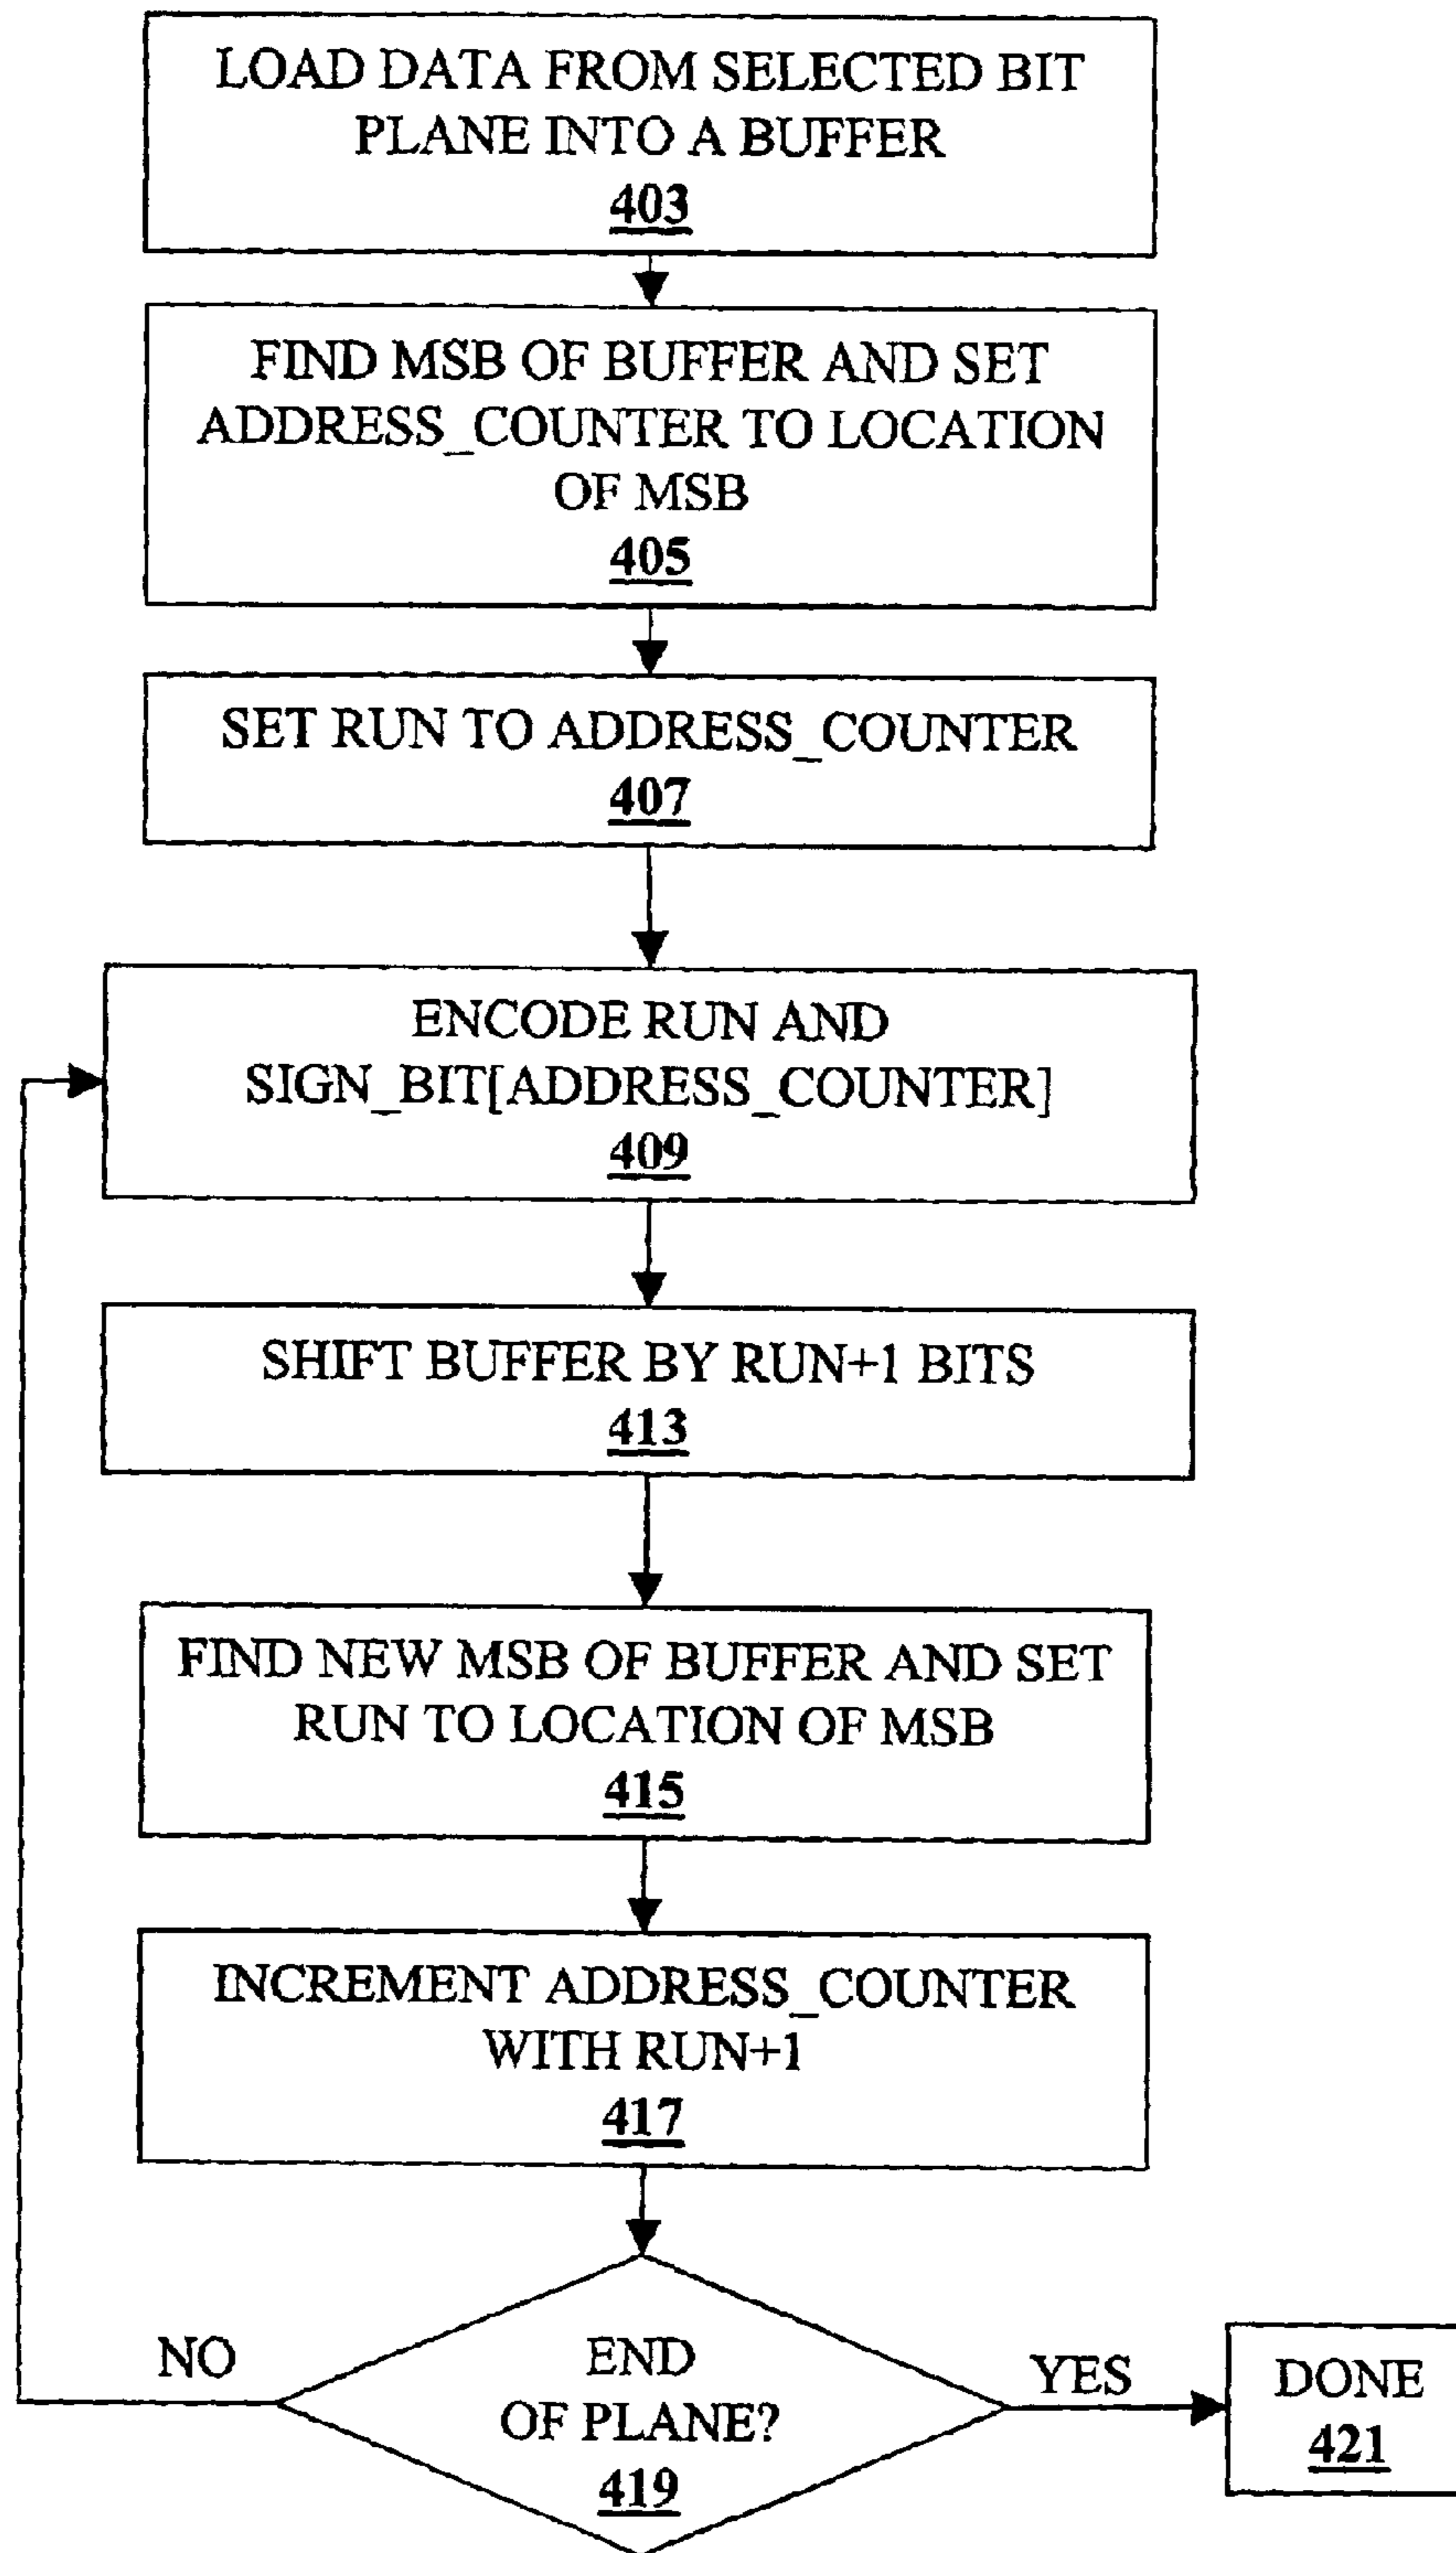 LOAD DATA FROM SELECTED BIT
PLANE INTO A BUFFER
403
FIND MSB OF BUFFER AND SET
ADDRESS_COUNTER TO LOCATION
OF MSB
405
SET RUN TO ADDRESS_COUNTER
407
ENCODE RUN AND
SIGN_BIT[ADDRESS_COUNTER]
409
SHIFT BUFFER BY RUN+1 BITS
413
FIND NEW MSB OF BUFFER AND SET
RUN TO LOCATION OF MSB
415
INCREMENT ADDRESS_COUNTER
WITH RUN+1
417
NO
END
OF PLANE?
419
YES
DONE
421